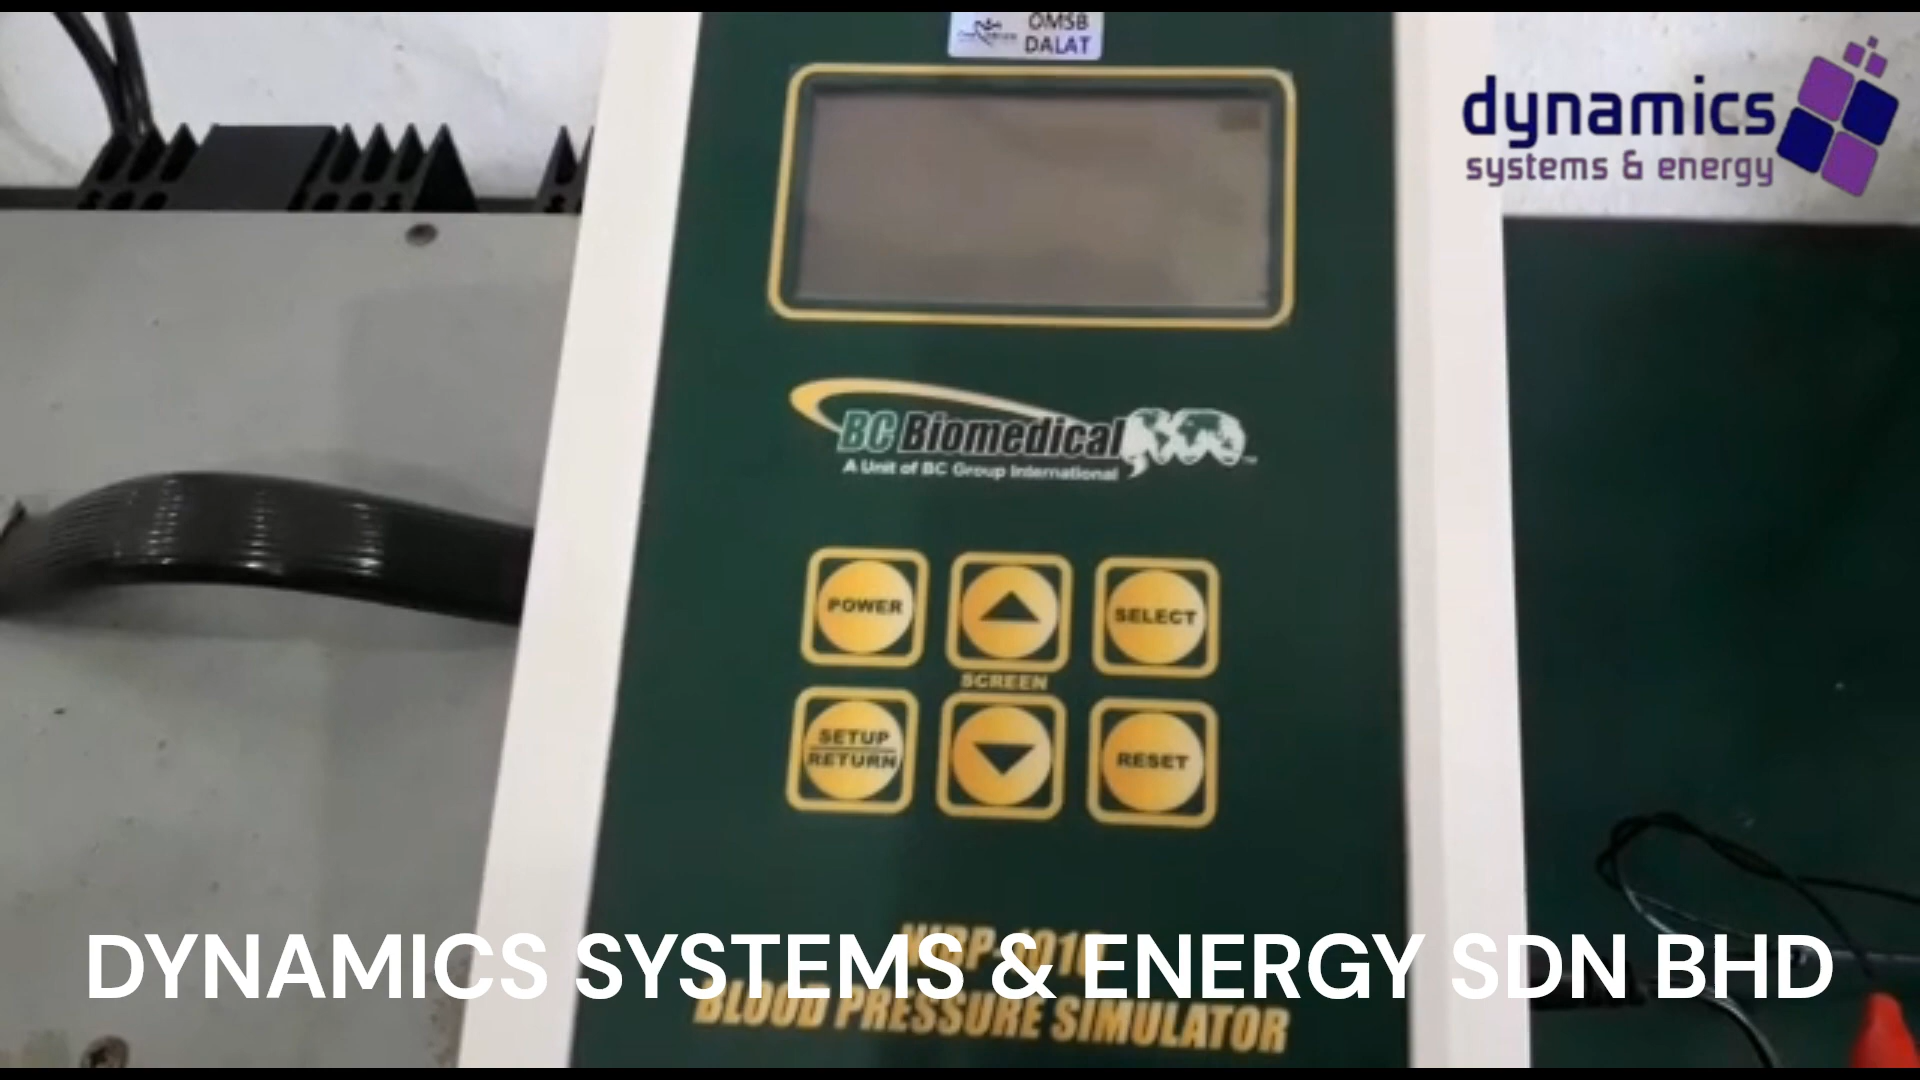 OMSB
DALAT
dynamics
systems & energy
BC Biomedical
A Unit of BC Group International
POWER
SELECT
SCREEN
SETUP
RETURN
RESET
DYNAMICS SYSTEMS & ENERGY SDN BHD
BLOOD PRESSURE SIMULATOR